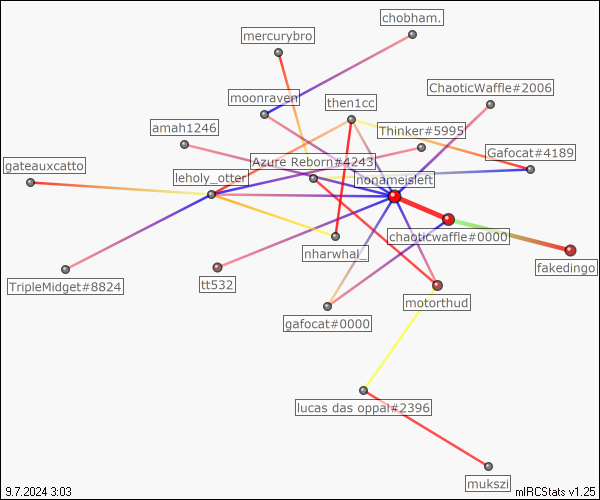 chobham.
mercurybro
ChaoticWaffle#2006
moonraven
then1cc
amah1246
Thinker#5995
Gafocat#4189
Azure Reborn#4243
gateauxcatto
leholy_otter
nonameisleft
chaoticwaffle#0000
nharwhal_
fakedingo
TripleMidget#8824
tt532
motorthud
gafocat#0000
lucas das oppai#2396
mukszi
9.7.2024 3:03
mIRCStats v1.25